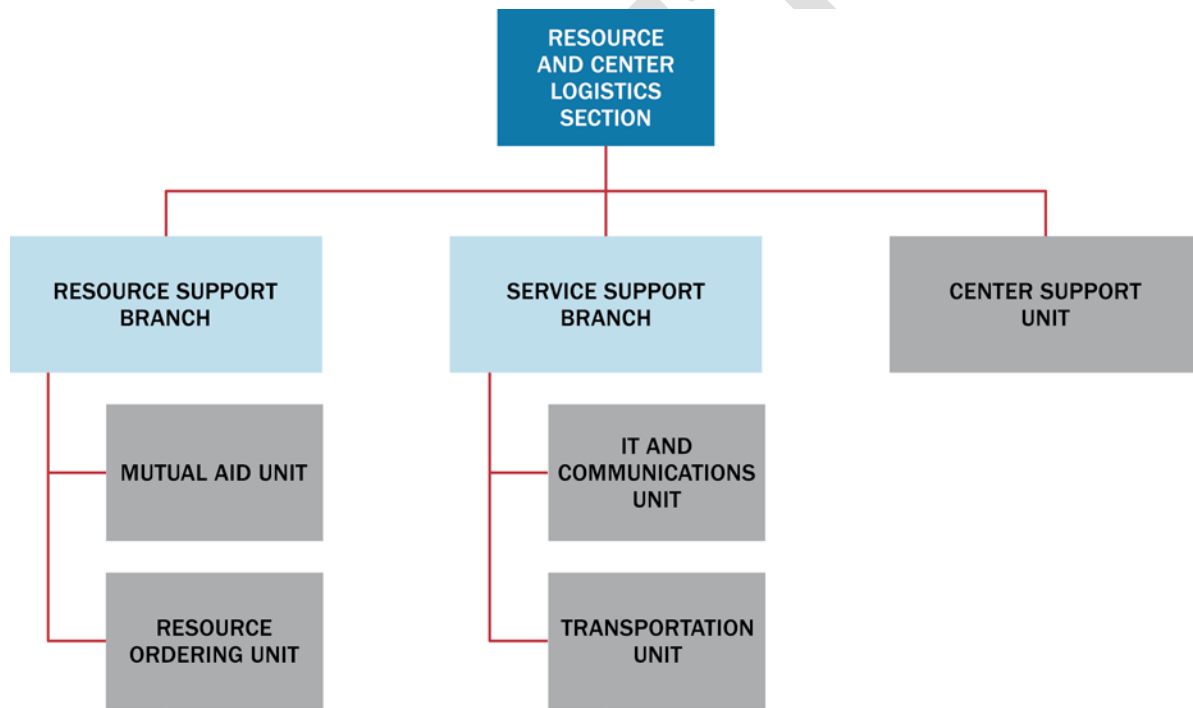 RESOURCE
AND CENTER
LOGISTICS
SECTION
RESOURCE SUPPORT
BRANCH
SERVICE SUPPORT
BRANCH
CENTER SUPPORT
UNIT
MUTUAL AID UNIT
IT AND
COMMUNICATIONS
UNIT
RESOURCE
ORDERING UNIT
TRANSPORTATION
UNIT